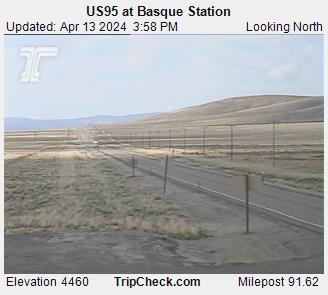 US95 at Basque Station
Updated: Apr 13 2024 3:58 PM Looking North
Elevation 4460 TripCheck.com Milepost 91.62